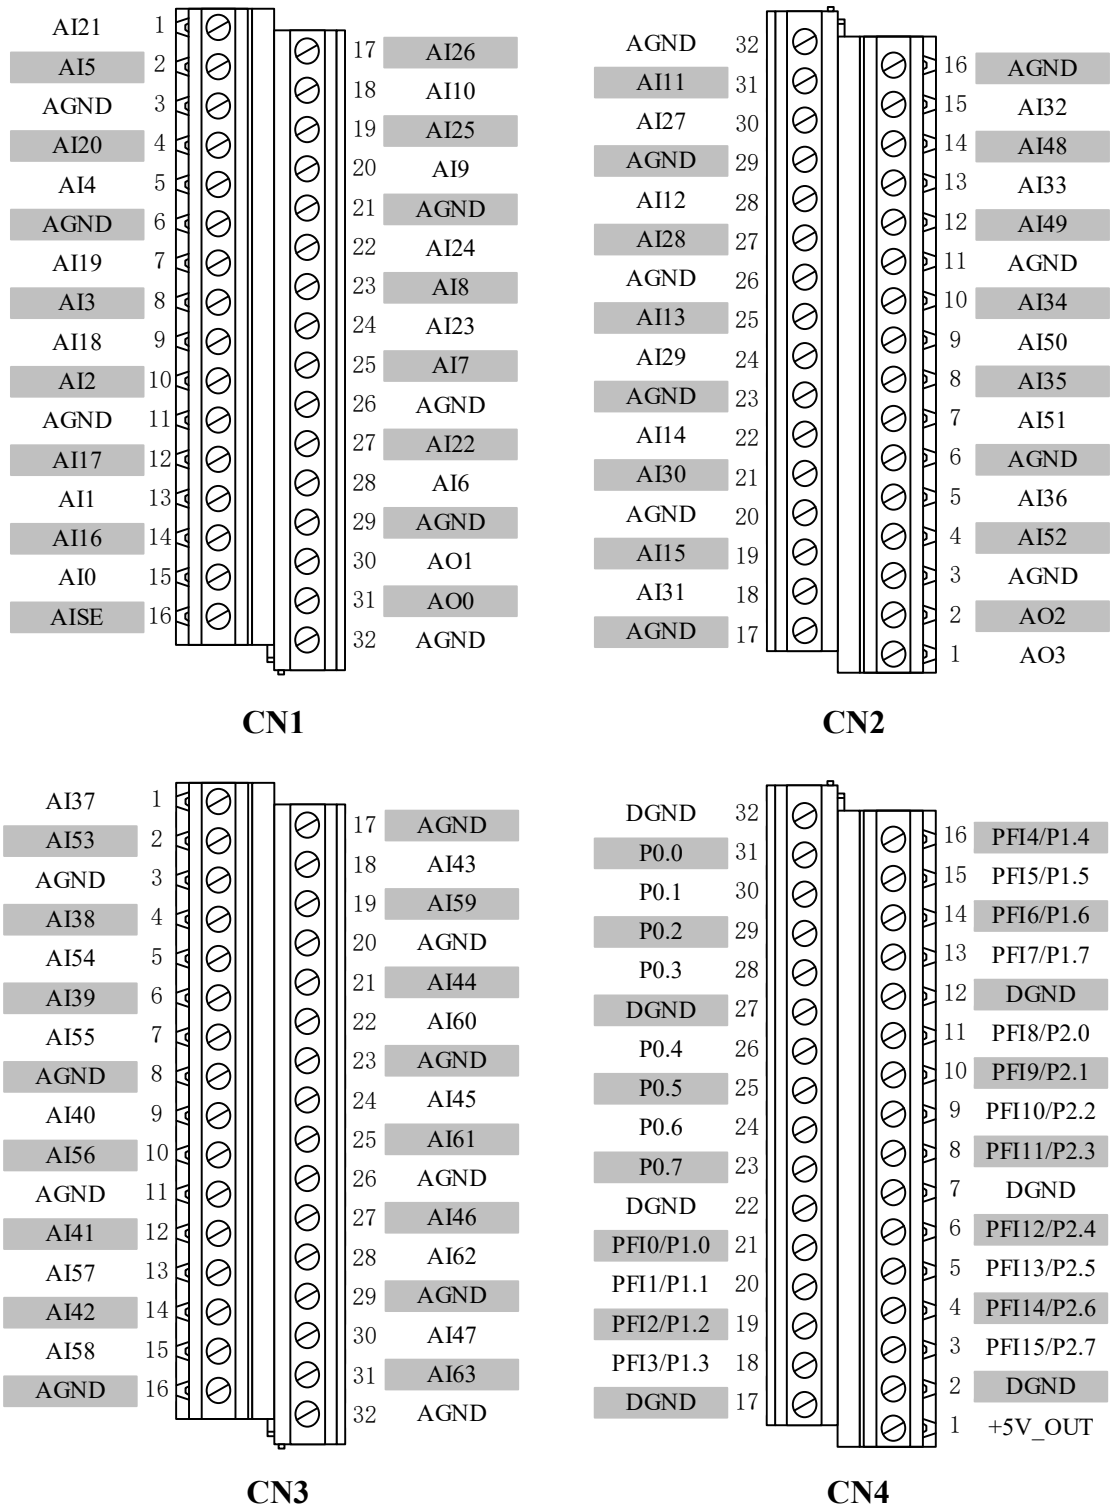 AI21 1
AI5 2
AGND 3
AI20 4
AI4 5
AGND 6
AI19 7
AI3 8
AI18 9
AI2 10
AGND 11
AI17 12
AI1 13
AI16 14
AI0 15
AISE 16
17 AI26
18 AI10
19 AI25
20 AI9
21 AGND
22 AI24
23 AI8
24 AI23
25 AI7
26 AGND
27 AI22
28 AI6
29 AGND
30 AO1
31 AO0
32 AGND
CN1
AGND 32
AI11 31
AI27 30
AGND 29
AI12 28
AI28 27
AGND 26
AI13 25
AI29 24
AGND 23
AI14 22
AI30 21
AGND 20
AI15 19
AI31 18
AGND 17
16 AGND
15 AI32
14 AI48
13 AI33
12 AI49
11 AGND
10 AI34
9 AI50
8 AI35
7 AI51
6 AGND
5 AI36
4 AI52
3 AGND
2 AO2
1 AO3
CN2
AI37 1
AI53 2
AGND 3
AI38 4
AI54 5
AI39 6
AI55 7
AGND 8
AI40 9
AI56 10
AGND 11
AI41 12
AI57 13
AI42 14
AI58 15
AGND 16
17 AGND
18 AI43
19 AI59
20 AGND
21 AI44
22 AI60
23 AGND
24 AI45
25 AI61
26 AGND
27 AI46
28 AI62
29 AGND
30 AI47
31 AI63
32 AGND
CN3
DGND 32
P0.0 31
P0.1 30
P0.2 29
P0.3 28
DGND 27
P0.4 26
P0.5 25
P0.6 24
P0.7 23
DGND 22
PFI0/P1.0 21
PFI1/P1.1 20
PFI2/P1.2 19
PFI3/P1.3 18
DGND 17
16 PFI4/P1.4
15 PFI5/P1.5
14 PFI6/P1.6
13 PFI7/P1.7
12 DGND
11 PFI8/P2.0
10 PFI9/P2.1
9 PFI10/P2.2
8 PFI11/P2.3
7 DGND
6 PFI12/P2.4
5 PFI13/P2.5
4 PFI14/P2.6
3 PFI15/P2.7
2 DGND
1 +5V_OUT
CN4